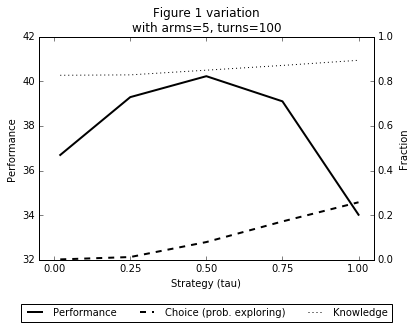 Figure 1 variation
with arms=5, turns=100
42
40
38
36
34
32
Performance
1.0
0.8
0.6
0.4
0.2
0.0
Fraction
0.00 0.25 0.50 0.75 1.00
Strategy (tau)
Performance Choice (prob. exploring) Knowledge